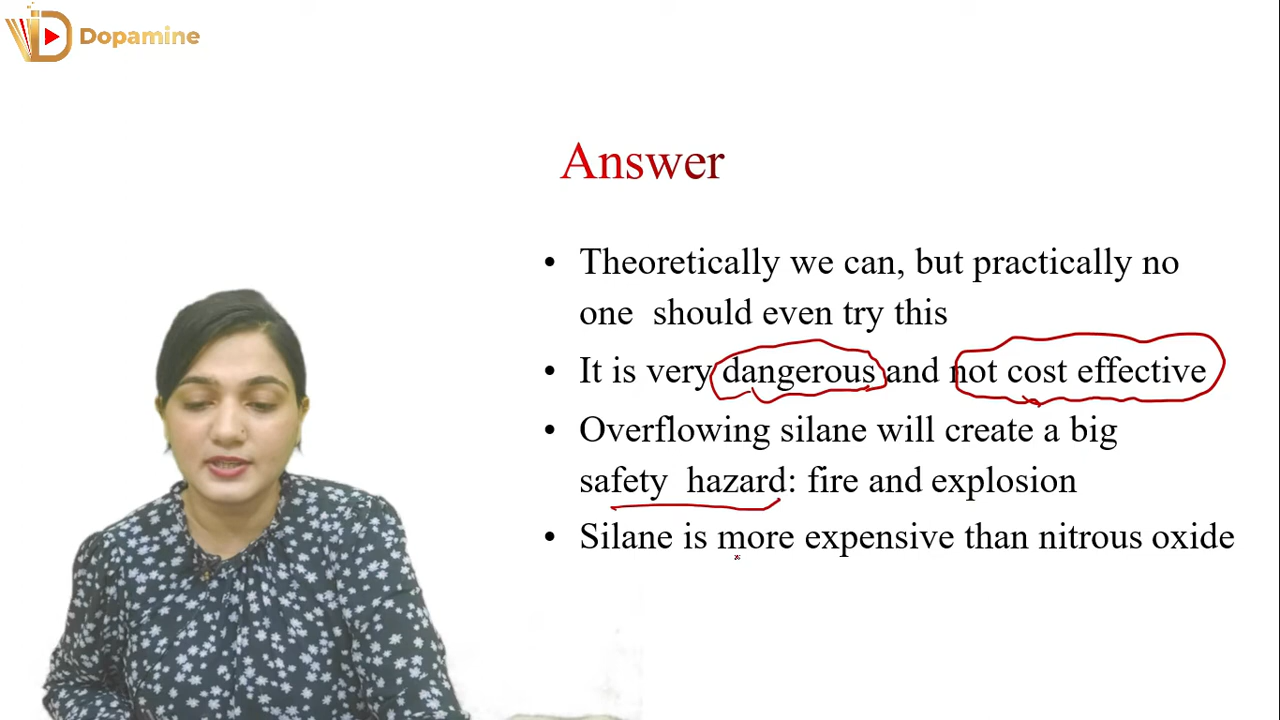 Dopamine
Answer
• Theoretically we can, but practically no
one should even try this
• It is very dangerous and not cost effective
• Overflowing silane will create a big
safety hazard: fire and explosion
• Silane is more expensive than nitrous oxide